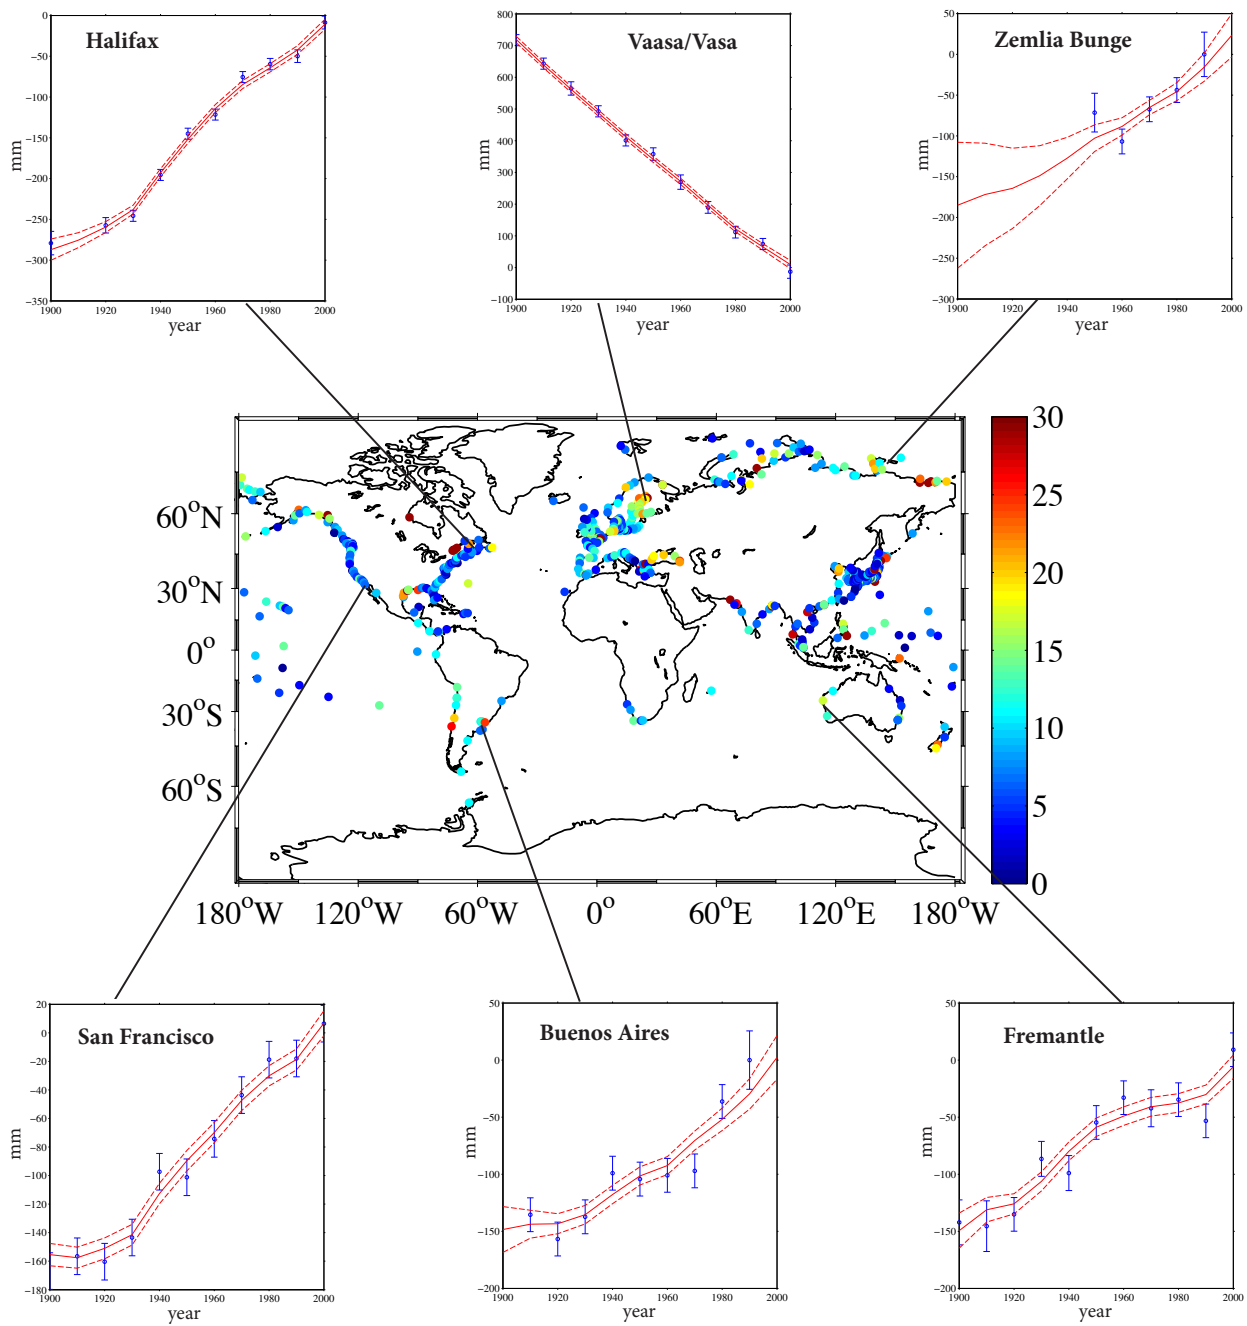 Halifax
0
−50
−100
−150
−200
−250
−300
−350
mm
1900 1920 1940 1960 1980 2000
year
Vaasa/Vasa
800
700
600
500
400
300
200
100
0
−100
mm
1900 1920 1940 1960 1980 2000
year
Zemlia Bunge
50
0
−50
−100
−150
−200
−250
−300
mm
1900 1920 1940 1960 1980 2000
year
60°N
30°N
0°
30°S
60°S
180°W 120°W 60°W 0° 60°E 120°E 180°W
30
25
20
15
10
5
0
San Francisco
20
0
−20
−40
−60
−80
−100
−120
−140
−160
−180
mm
1900 1920 1940 1960 1980 2000
year
Buenos Aires
50
0
−50
−100
−150
−200
mm
1900 1920 1940 1960 1980 2000
year
Fremantle
50
0
−50
−100
−150
−200
mm
1900 1920 1940 1960 1980 2000
year